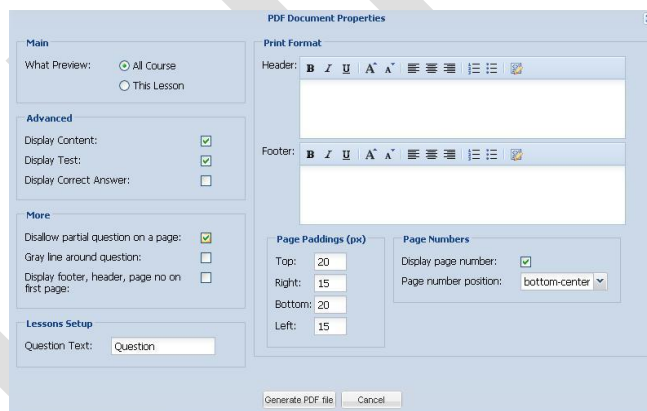 PDF Document Properties
Main
What Preview: All Course
This Lesson
Advanced
Display Content:
Display Test:
Display Correct Answer:
More
Disallow partial question on a page:
Gray line around question:
Display footer, header, page no on
first page:
Lessons Setup
Question Text: Question
Print Format
Header: B I U A A
Footer: B I U A A
Page Paddings (px)
Top: 20
Right: 15
Bottom: 20
Left: 15
Page Numbers
Display page number:
Page number position: bottom-center
Generate PDF file Cancel